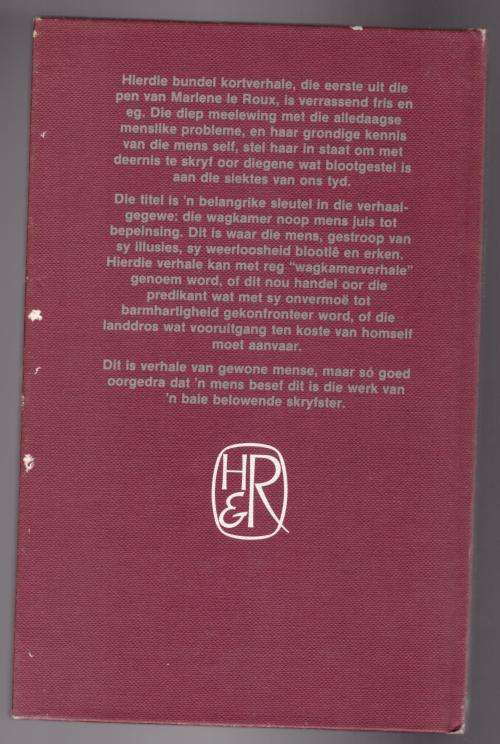 Hierdie bundel kortverhale, die eerste uit die
pen van Marlene le Roux, is verrassend fris en
eg. Die diep meelewing met die alledaagse
menslike probleme, en haar grondige kennis
van die mens self, stel haar in staat om met
deernis te skryf oor diegene wat blootgestel is
aan die siektes van ons tyd.
Die titel is 'n belangrike sleutel in die verhaal-
gegewe: die wagkamer noop mens juis tot
bepeinsing. Dit is waar die mens, gestroop van
sy illusies, sy weerloosheid blootlê en erken.
Hierdie verhale kan met reg "wagkamerverhale"
genoem word, of dit nou handel oor die
predikant wat met sy onvermoë tot
barmhartigheid gekonfronteer word, of die
landdros wat vooruitgang ten koste van homself
moet aanvaar.
Dit is verhale van gewone mense, maar só goed
oorgedra dat 'n mens besef dit is die werk van
'n baie belowende skryfster.
H
&R